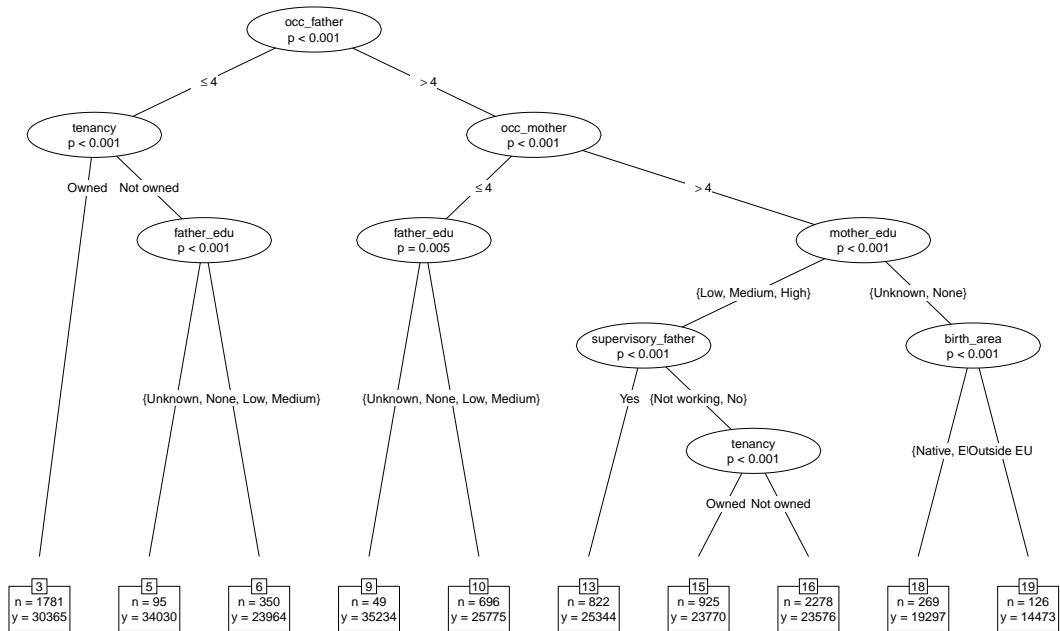 occ_father
p < 0.001
≤ 4
> 4
tenancy
p < 0.001
occ_mother
p < 0.001
Owned
Not owned
≤ 4
> 4
father_edu
p < 0.001
father_edu
p = 0.005
mother_edu
p < 0.001
{Low, Medium, High}
{Unknown, None}
supervisory_father
p < 0.001
birth_area
p < 0.001
{Unknown, None, Low, Medium}
{Unknown, None, Low, Medium}
Yes
{Not working, No}
tenancy
p < 0.001
{Native, E
Outside EU
Owned
Not owned
3
n = 1781
y = 30365
5
n = 95
y = 34030
6
n = 350
y = 23964
9
n = 49
y = 35234
10
n = 696
y = 25775
13
n = 822
y = 25344
15
n = 925
y = 23770
16
n = 2278
y = 23576
18
n = 269
y = 19297
19
n = 126
y = 14473